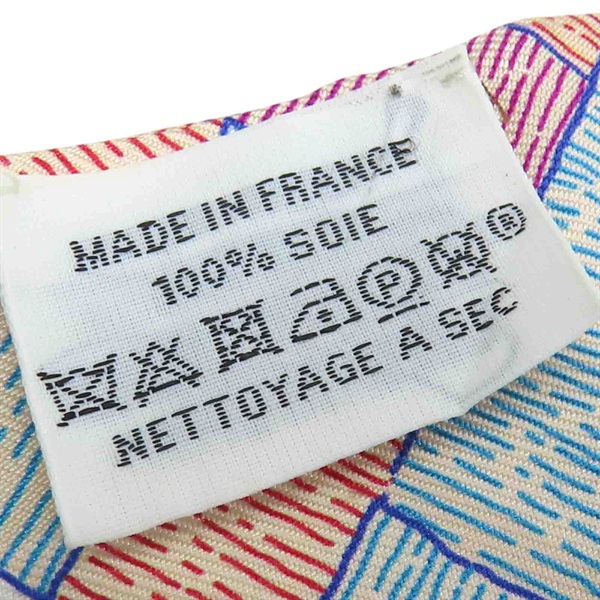 MADE IN FRANCE
100% SOIE
P ®
NETTOYAGE A SEC